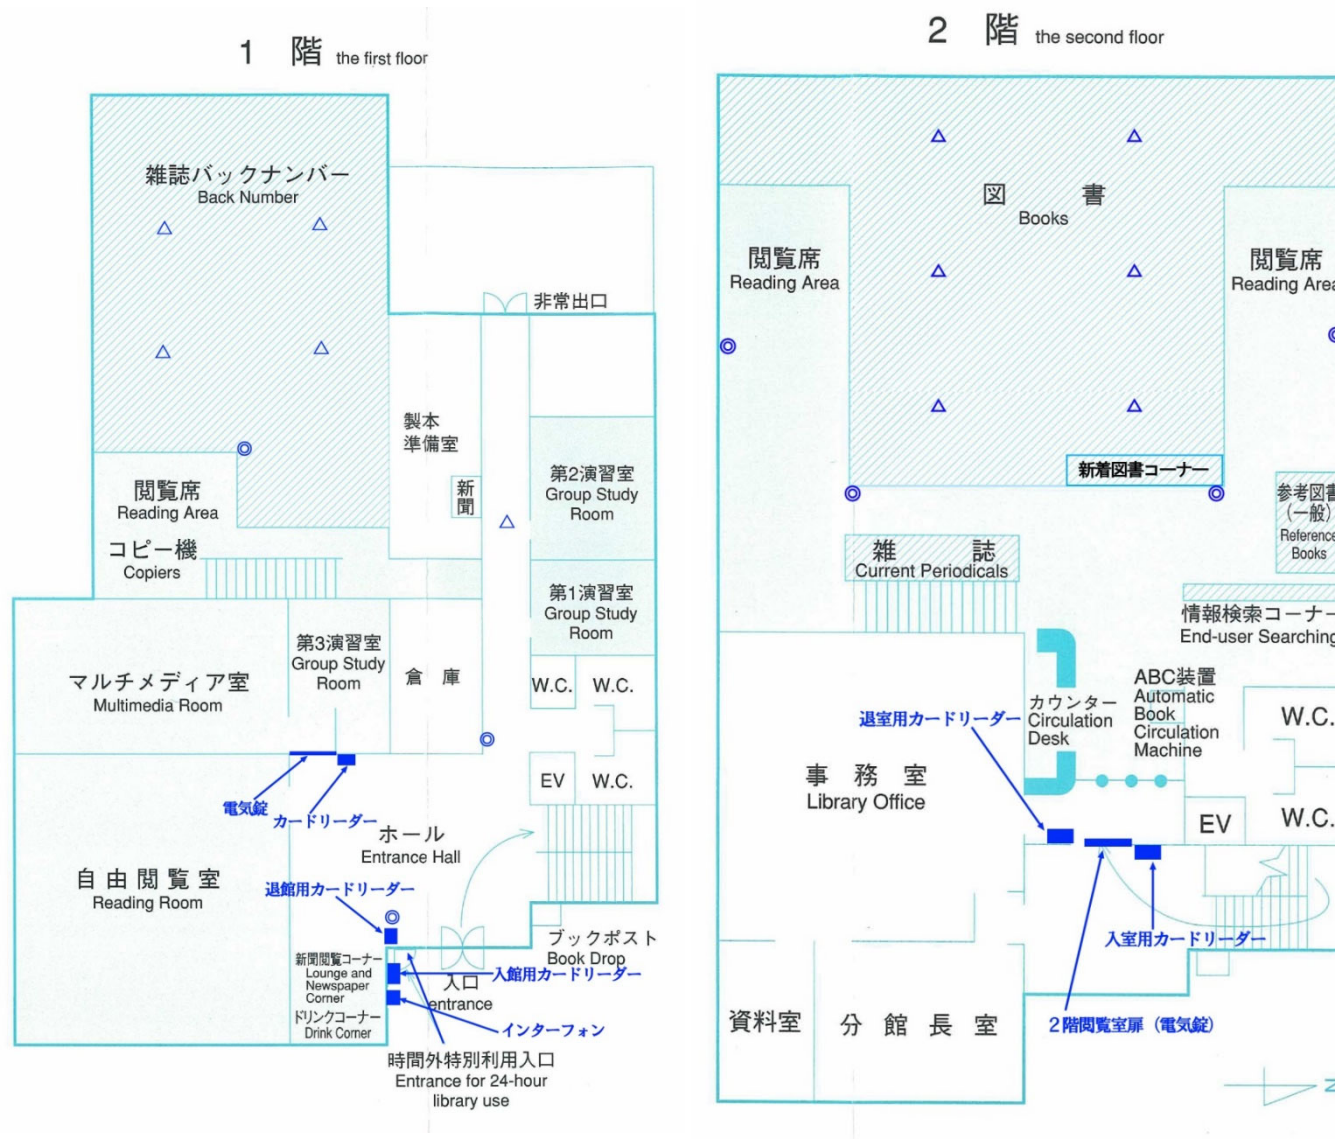 1 階 the first floor
雑誌バックナンバー
Back Number
非常出口
製本
準備室
新
聞
第2演習室
Group Study
Room
閲覧席
Reading Area
コピー機
Copiers
第1演習室
Group Study
Room
マルチメディア室
Multimedia Room
第3演習室
Group Study
Room
倉 庫
W.C.
W.C.
電気錠
カードリーダー
EV
W.C.
ホール
Entrance Hall
自 由 閲 覧 室
Reading Room
退館用カードリーダー
ブックポスト
Book Drop
新聞閲覧コーナー
Lounge and
Newspaper
Corner
入館用カードリーダー
入口
entrance
ドリンクコーナー
Drink Corner
インターフォン
時間外特別利用入口
Entrance for 24-hour
library use
2 階 the second floor
図 書
Books
閲覧席
Reading Area
閲覧席
Reading Area
新着図書コーナー
参考図書
(一般)
Reference
Books
雑 誌
Current Periodicals
情報検索コーナー
End-user Searching
カウンター
Circulation
Desk
ABC装置
Automatic
Book
Circulation
Machine
W.C.
退室用カードリーダー
事 務 室
Library Office
EV
W.C.
入室用カードリーダー
資料室
分 館 長 室
2階閲覧室扉（電気錠）
N